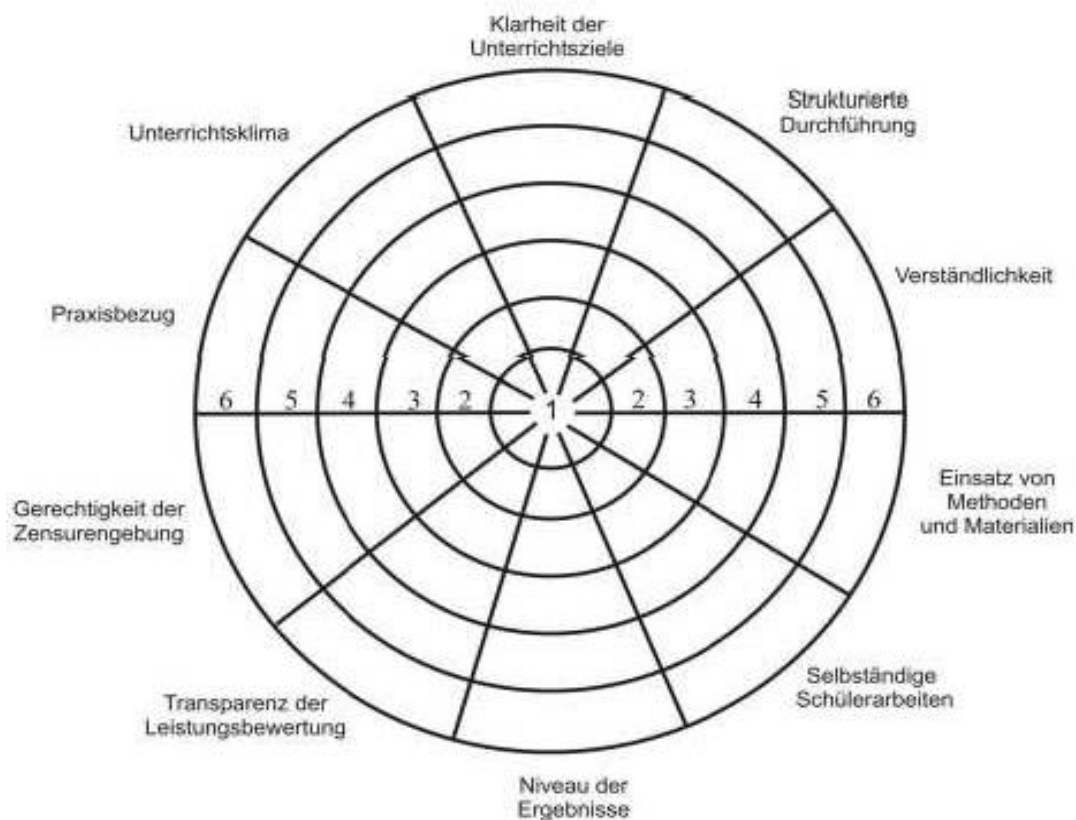 Klarheit der
Unterrichtsziele
Strukturierte
Durchführung
Unterrichtsklima
Verständlichkeit
Praxisbezug
6 5 4 3 2 1 2 3 4 5 6
Einsatz von
Methoden
und Materialien
Gerechtigkeit der
Zensurengebung
Selbständige
Schülerarbeiten
Transparenz der
Leistungsbewertung
Niveau der
Ergebnisse